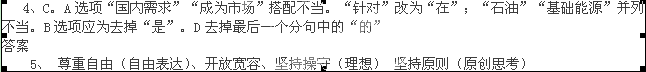 4、C。A 选项“国内需求”“成为市场”搭配不当。“针对”改为“在”；“石油”“基础能源”并列
不当。B 选项应为去掉“是”。D 去掉最后一个分句中的“的”
答案
5、 尊重自由（自由表达）、开放宽容、坚持操守（理想） 坚持原则（原创思考）